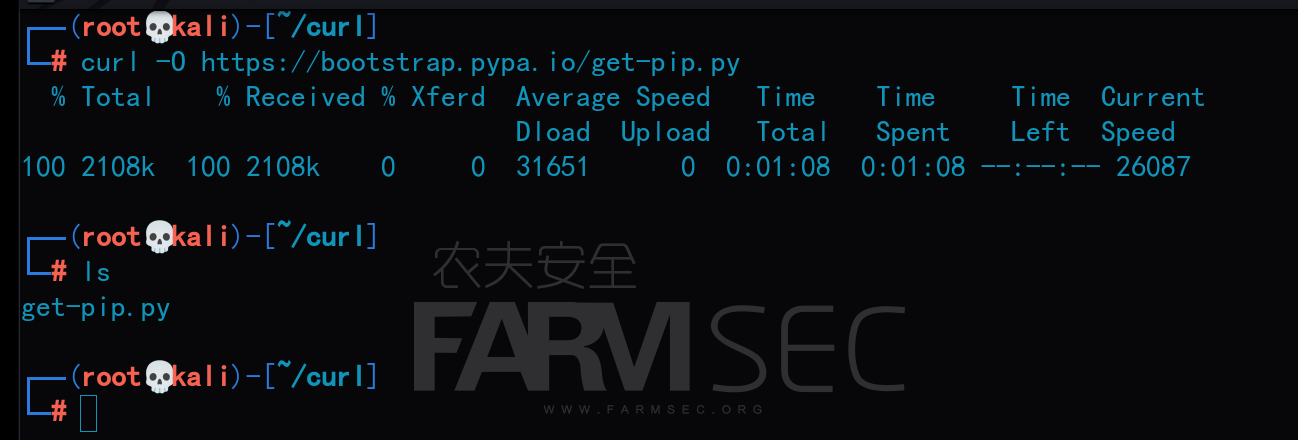 ┌──(root💀kali)-[~/curl]
└─# curl -O https://bootstrap.pypa.io/get-pip.py
  % Total    % Received % Xferd  Average Speed   Time    Time     Time  Current
                                 Dload  Upload   Total   Spent    Left  Speed
100 2108k  100 2108k    0     0  31651      0  0:01:08  0:01:08 --:--:-- 26087
┌──(root💀kali)-[~/curl]
└─# ls
get-pip.py
┌──(root💀kali)-[~/curl]
└─#
农夫安全
FARMSEC
WWW.FARMSEC.ORG